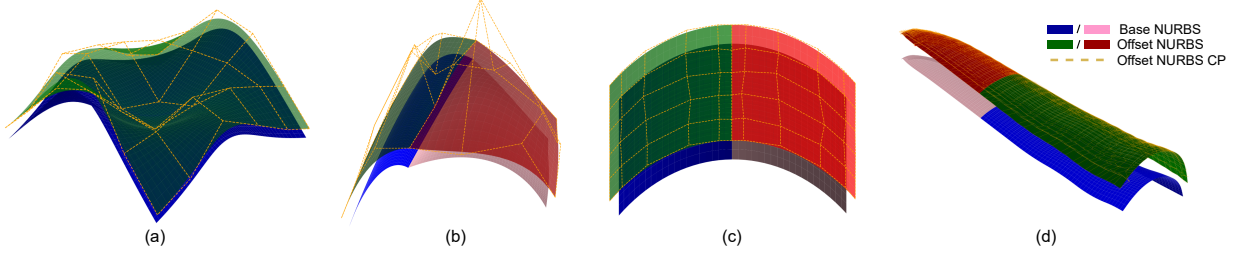 / Base NURBS
/ Offset NURBS
Offset NURBS CP
(a) (b) (c) (d)